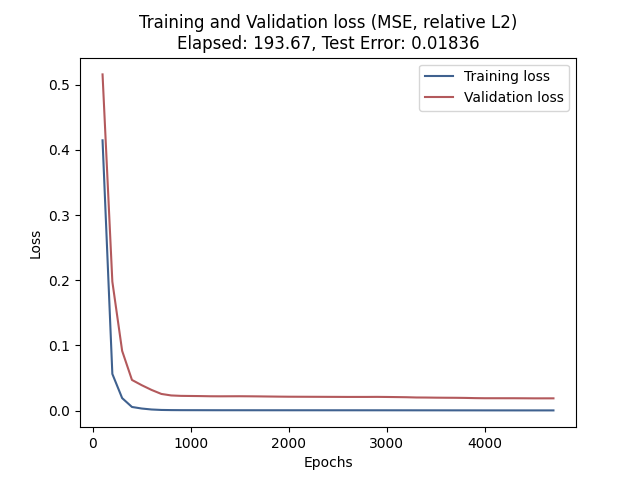 Training and Validation loss (MSE, relative L2)
Elapsed: 193.67, Test Error: 0.01836
Training loss
Validation loss
0.5
0.4
0.3
0.2
0.1
0.0
Loss
0
1000
2000
3000
4000
Epochs